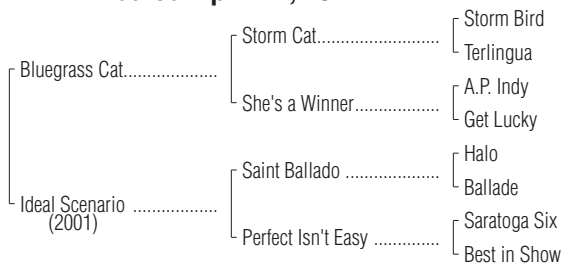 Storm Bird
Storm Cat..............................
Terlingua
Bluegrass Cat.....................
A.P. Indy
She's a Winner.....................
Get Lucky
Halo
Saint Ballado .....................
Ballade
Ideal Scenario ...................
(2001)
Saratoga Six
Perfect Isn't Easy ...............
Best in Show